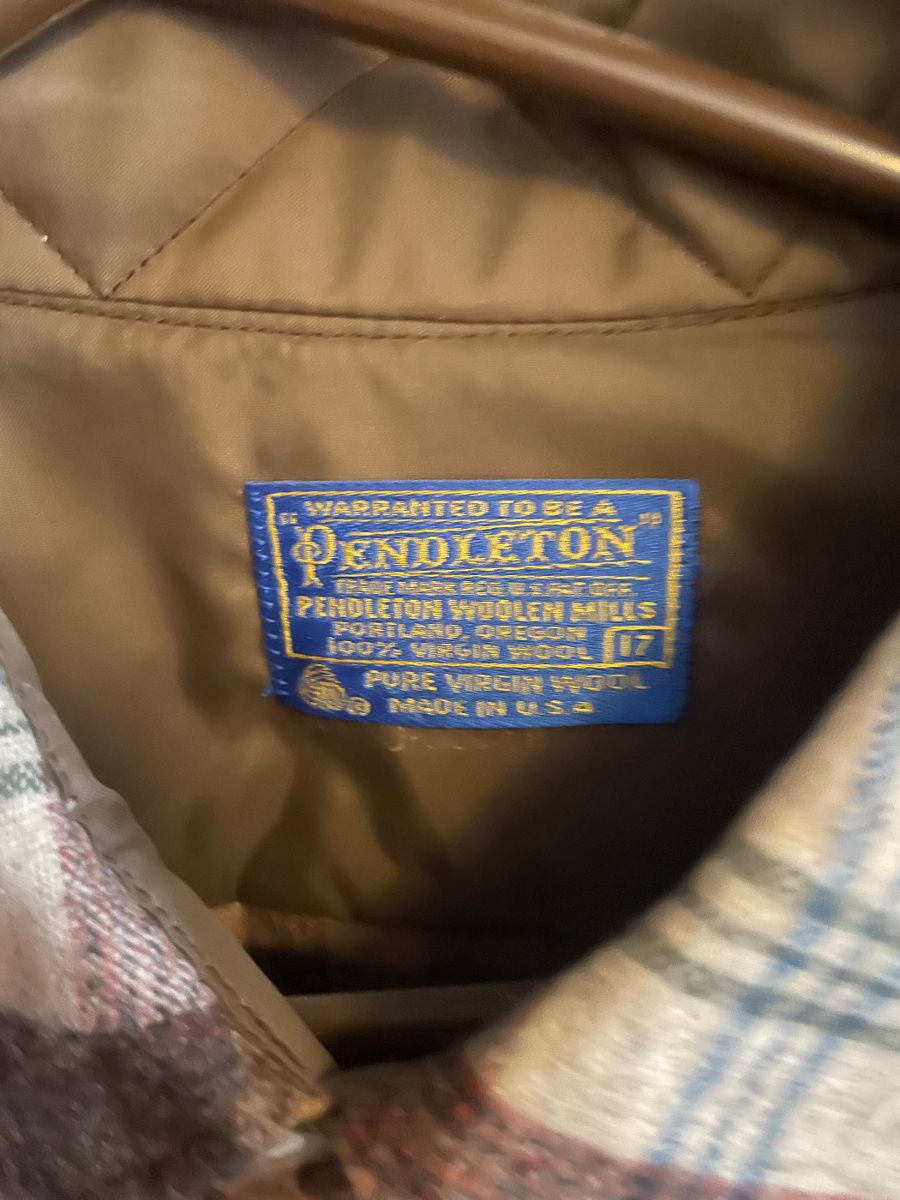 WARRANTED TO BE A
"PENDLETON"
TRADE MARK REG. U.S. PAT. OFF.
PENDLETON WOOLEN MILLS
PORTLAND, OREGON
100% VIRGIN WOOL 17
PURE VIRGIN WOOL
® MADE IN U.S.A.